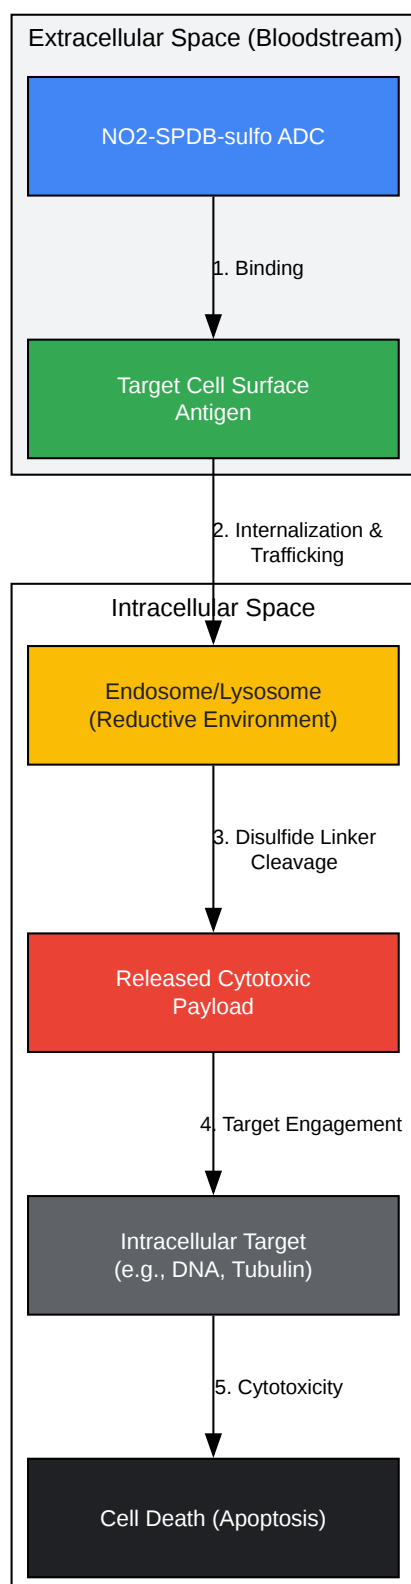 Extracellular Space (Bloodstream)
NO2-SPDB-sulfo ADC
1. Binding
Target Cell Surface
Antigen
2. Internalization &
Trafficking
Intracellular Space
Endosome/Lysosome
(Reductive Environment)
3. Disulfide Linker
Cleavage
Released Cytotoxic
Payload
4. Target Engagement
Intracellular Target
(e.g., DNA, Tubulin)
5. Cytotoxicity
Cell Death (Apoptosis)